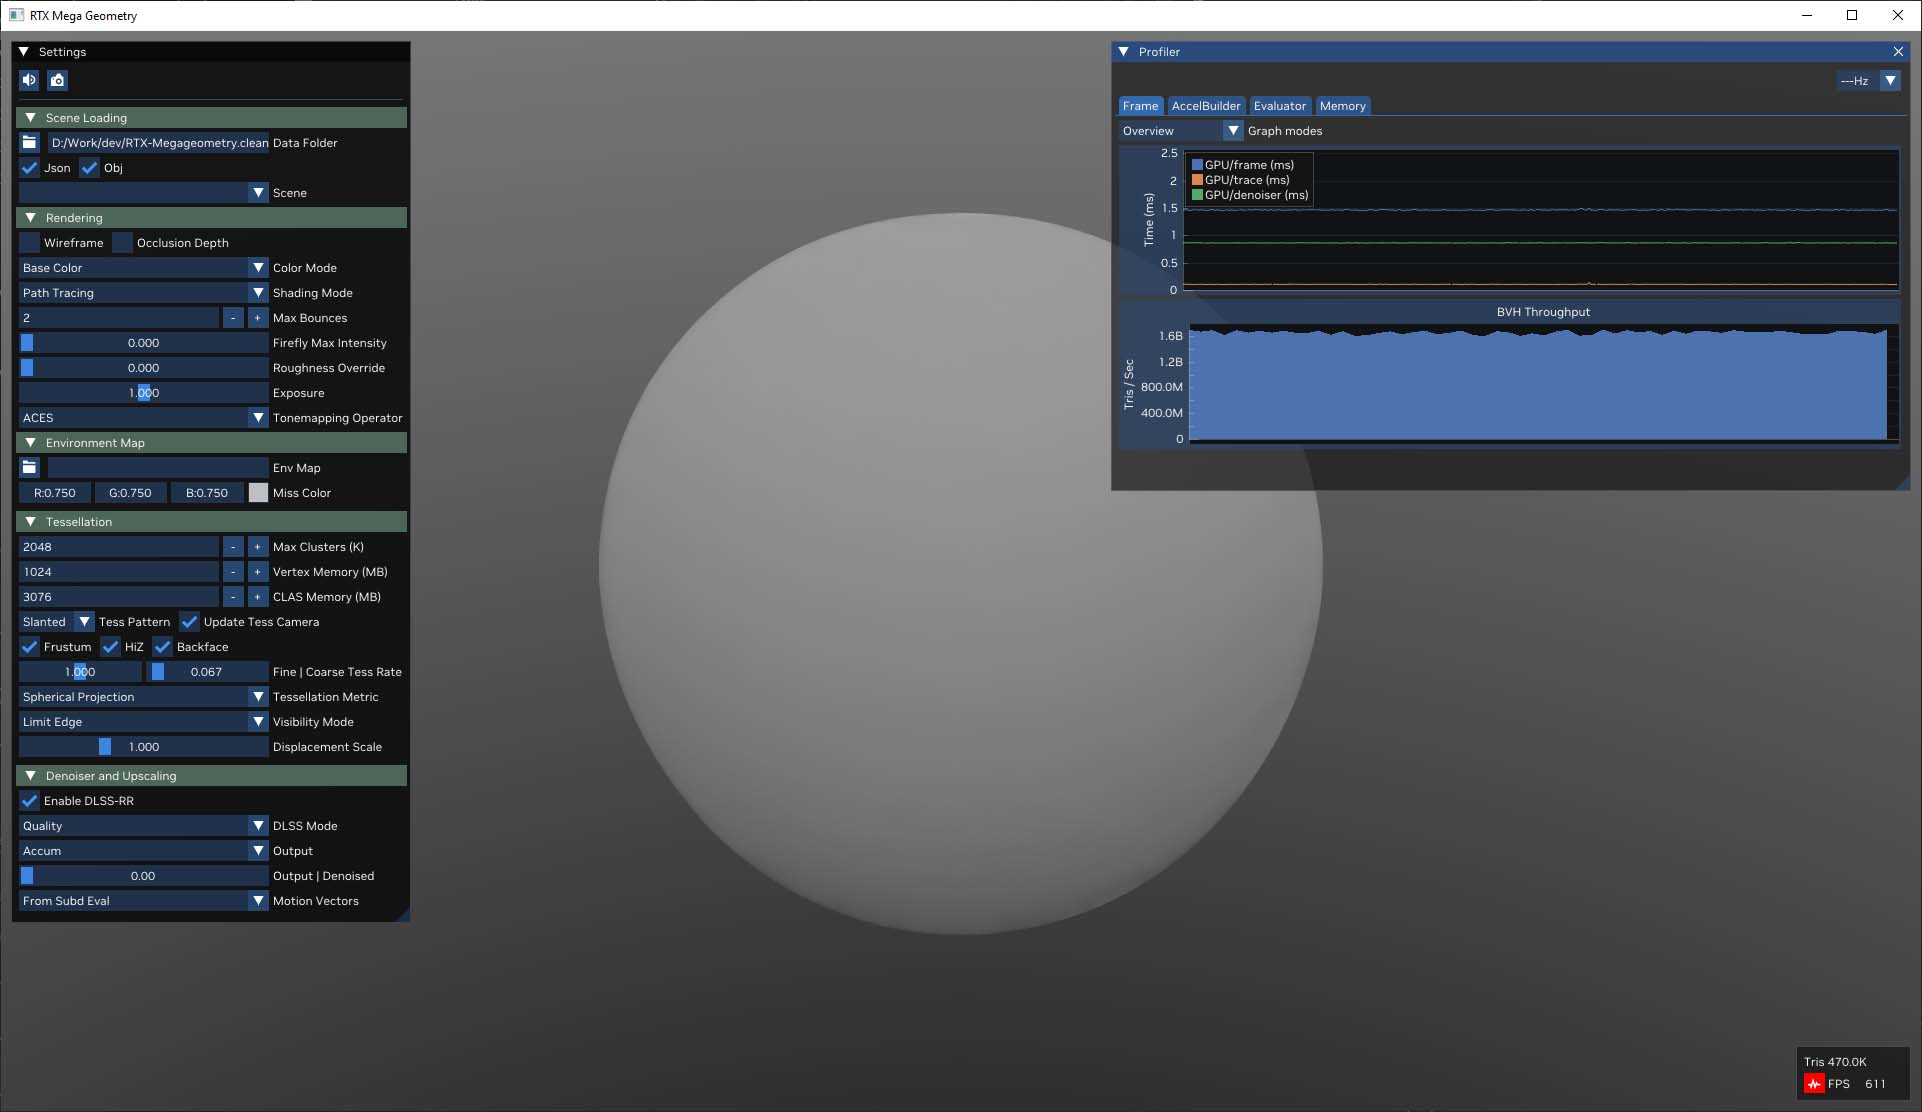 RTX Mega Geometry
Settings
Scene Loading
D:/Work/dev/RTX-Megageometry.clean Data Folder
Json Obj
Scene
Rendering
Wireframe Occlusion Depth
Base Color Color Mode
Path Tracing Shading Mode
2 - + Max Bounces
0.000 Firefly Max Intensity
0.000 Roughness Override
1.000 Exposure
ACES Tonemapping Operator
Environment Map
Env Map
R:0.750 G:0.750 B:0.750 Miss Color
Tessellation
2048 - + Max Clusters (K)
1024 - + Vertex Memory (MB)
3076 - + CLAS Memory (MB)
Slanted Tess Pattern Update Tess Camera
Frustum HiZ Backface
1.000 0.067 Fine | Coarse Tess Rate
Spherical Projection Tessellation Metric
Limit Edge Visibility Mode
1.000 Displacement Scale
Denoiser and Upscaling
Enable DLSS-RR
Quality DLSS Mode
Accum Output
0.00 Output | Denoised
From Subd Eval Motion Vectors
Profiler
---Hz
Frame AccelBuilder Evaluator Memory
Overview Graph modes
2.5
2
1.5
1
0.5
0
Time (ms)
GPU/frame (ms)
GPU/trace (ms)
GPU/denoiser (ms)
BVH Throughput
1.6B
1.2B
800.0M
400.0M
0
Tris / Sec
Tris 470.0K
FPS 611